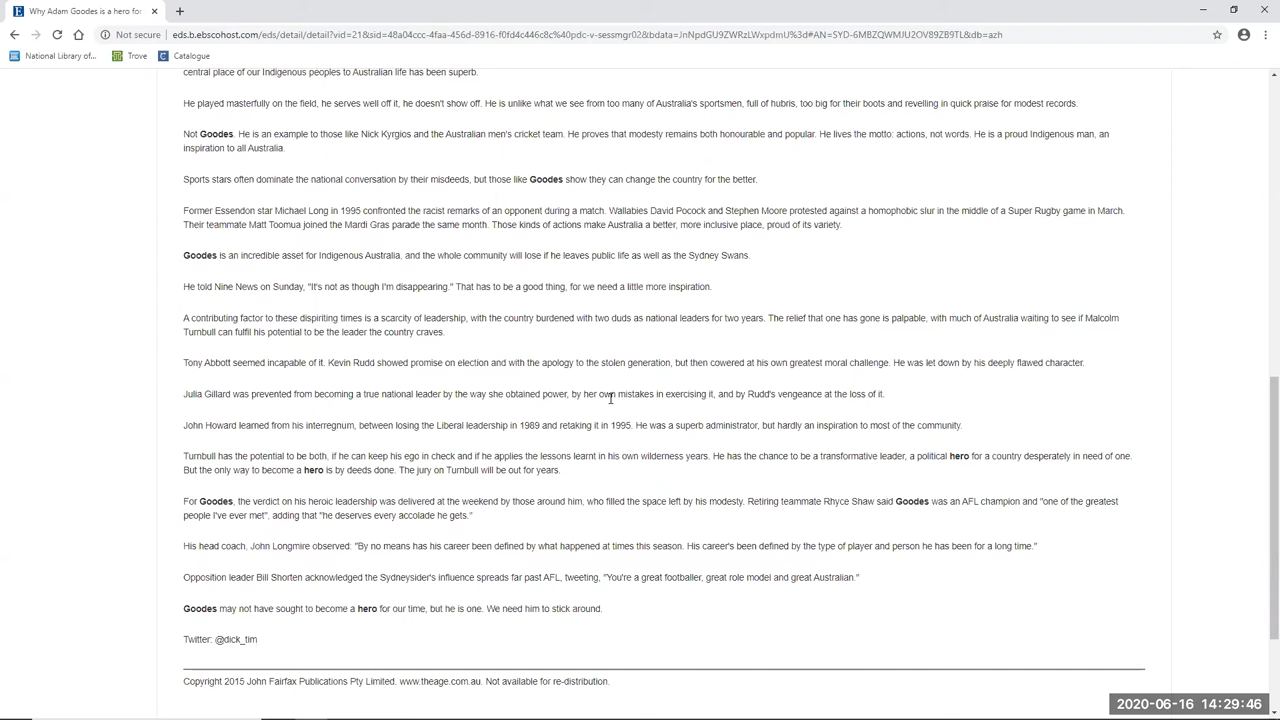 Why Adam Goodes is a hero for
Not secure
eds.b.ebscohost.com/eds/detail/detail?vid=21&sid=48a04ccc-4faa-456d-8916-f0fd4c446c8c%40pdc-v-sessmgr02&bdata=JnNpdGU9ZWRzLWxpdmU%3d#AN=SYD-6MBZQWMJU2OV89ZB9TL&db=azh
National Library of...
Trove
Catalogue
central place of our Indigenous peoples to Australian life has been superb.
He played masterfully on the field, he serves well off it, he doesn't show off. He is unlike what we see from too many of Australia's sportsmen, full of hubris, too big for their boots and revelling in quick praise for modest records.
Not Goodes. He is an example to those like Nick Kyrgios and the Australian men's cricket team. He proves that modesty remains both honourable and popular. He lives the motto: actions, not words. He is a proud Indigenous man, an
inspiration to all Australia.
Sports stars often dominate the national conversation by their misdeeds, but those like Goodes show they can change the country for the better.
Former Essendon star Michael Long in 1995 confronted the racist remarks of an opponent during a match. Wallabies David Pocock and Stephen Moore protested against a homophobic slur in the middle of a Super Rugby game in March.
Their teammate Matt Toomua joined the Mardi Gras parade the same month. Those kinds of actions make Australia a better, more inclusive place, proud of its variety.
Goodes is an incredible asset for Indigenous Australia, and the whole community will lose if he leaves public life as well as the Sydney Swans.
He told Nine News on Sunday, "It's not as though I'm disappearing." That has to be a good thing, for we need a little more inspiration.
A contributing factor to these dispiriting times is a scarcity of leadership, with the country burdened with two duds as national leaders for two years. The relief that one has gone is palpable, with much of Australia waiting to see if Malcolm
Turnbull can fulfil his potential to be the leader the country craves.
Tony Abbott seemed incapable of it. Kevin Rudd showed promise on election and with the apology to the stolen generation, but then cowered at his own greatest moral challenge. He was let down by his deeply flawed character.
Julia Gillard was prevented from becoming a true national leader by the way she obtained power, by her own mistakes in exercising it, and by Rudd's vengeance at the loss of it.
John Howard learned from his interregnum, between losing the Liberal leadership in 1989 and retaking it in 1995. He was a superb administrator, but hardly an inspiration to most of the community.
Turnbull has the potential to be both, if he can keep his ego in check and if he applies the lessons learnt in his own wilderness years. He has the chance to be a transformative leader, a political hero for a country desperately in need of one.
But the only way to become a hero is by deeds done. The jury on Turnbull will be out for years.
For Goodes, the verdict on his heroic leadership was delivered at the weekend by those around him, who filled the space left by his modesty. Retiring teammate Rhyce Shaw said Goodes was an AFL champion and "one of the greatest
people I've ever met", adding that "he deserves every accolade he gets."
His head coach, John Longmire observed: "By no means has his career been defined by what happened at times this season. His career's been defined by the type of player and person he has been for a long time."
Opposition leader Bill Shorten acknowledged the Sydneysider's influence spreads far past AFL, tweeting, "You're a great footballer, great role model and great Australian."
Goodes may not have sought to become a hero for our time, but he is one. We need him to stick around.
Twitter: @dick_tim
Copyright 2015 John Fairfax Publications Pty Limited. www.theage.com.au. Not available for re-distribution.
2020-06-16 14:29:46